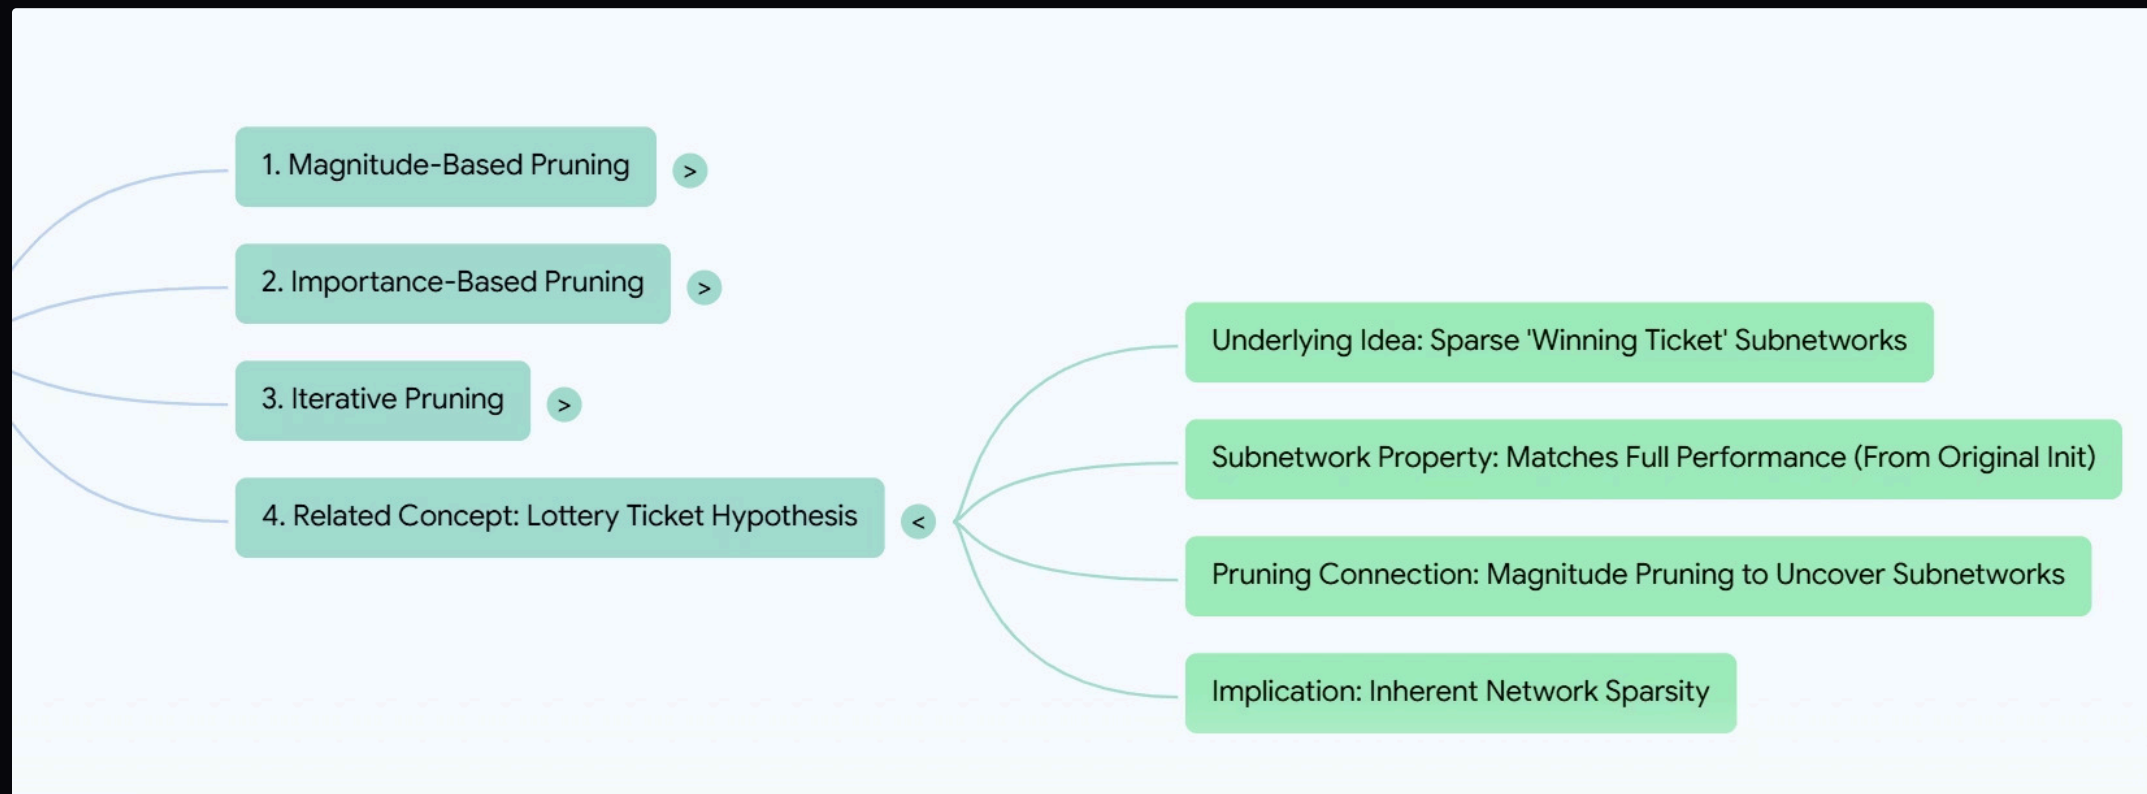 1. Magnitude-Based Pruning >
2. Importance-Based Pruning >
3. Iterative Pruning >
4. Related Concept: Lottery Ticket Hypothesis <
Underlying Idea: Sparse 'Winning Ticket' Subnetworks
Subnetwork Property: Matches Full Performance (From Original Init)
Pruning Connection: Magnitude Pruning to Uncover Subnetworks
Implication: Inherent Network Sparsity